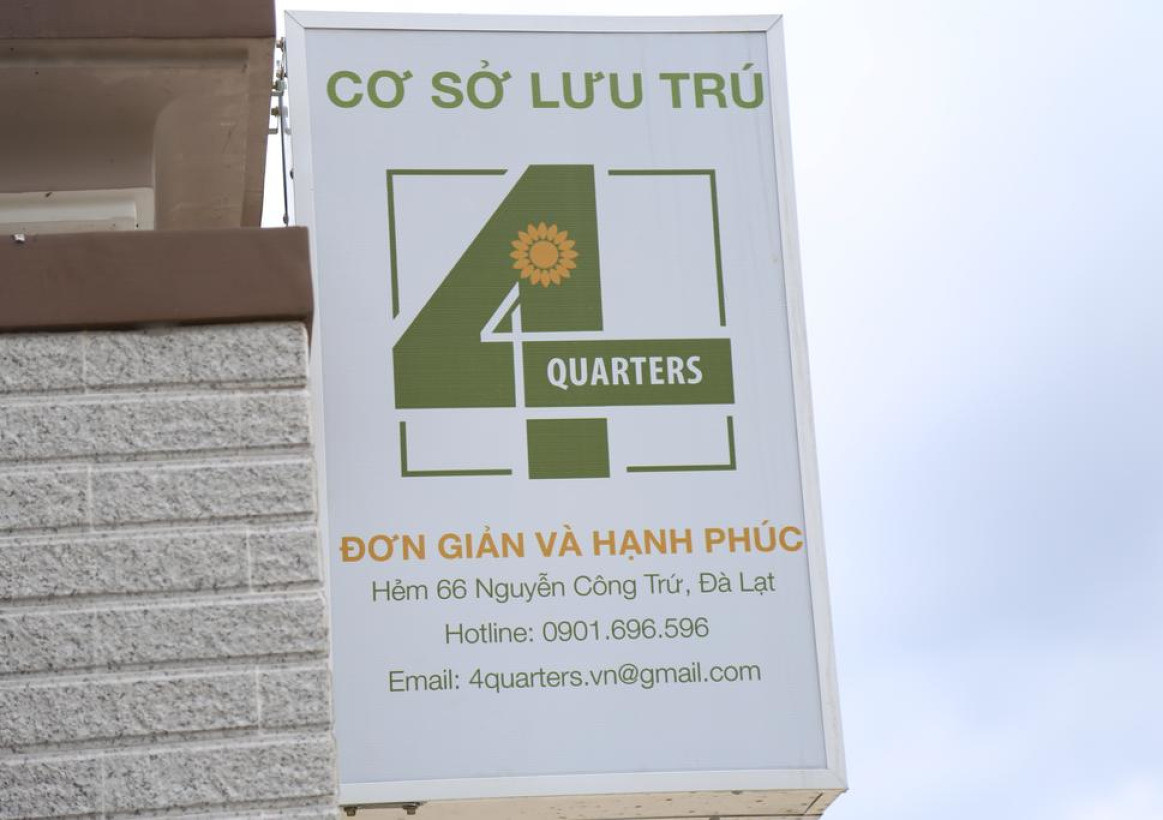 CƠ SỞ LƯU TRÚ
4
QUARTERS
ĐƠN GIẢN VÀ HẠNH PHÚC
Hẻm 66 Nguyễn Công Trứ, Đà Lạt
Hotline: 0901.696.596
Email: 4quarters.vn@gmail.com